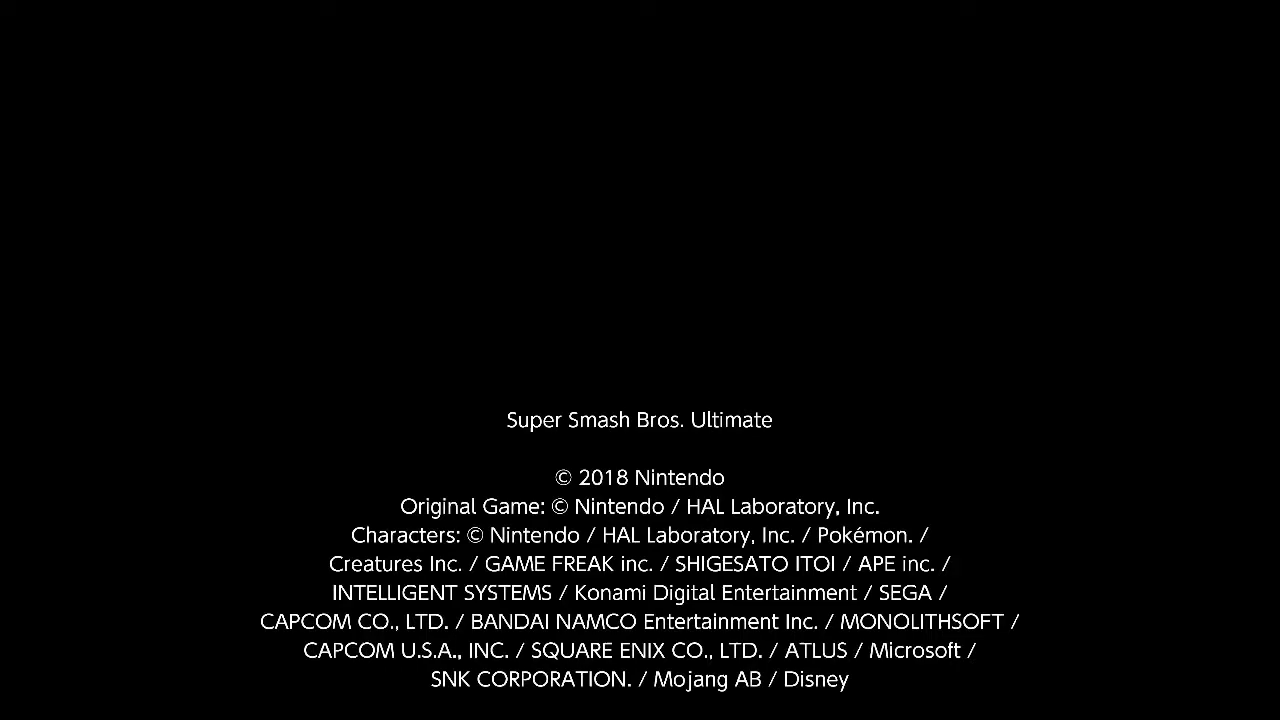 Super Smash Bros. Ultimate
© 2018 Nintendo
Original Game: © Nintendo / HAL Laboratory, Inc.
Characters: © Nintendo / HAL Laboratory, Inc. / Pokémon. /
Creatures Inc. / GAME FREAK inc. / SHIGESATO ITOI / APE inc. /
INTELLIGENT SYSTEMS / Konami Digital Entertainment / SEGA /
CAPCOM CO., LTD. / BANDAI NAMCO Entertainment Inc. / MONOLITHSOFT /
CAPCOM U.S.A., INC. / SQUARE ENIX CO., LTD. / ATLUS / Microsoft /
SNK CORPORATION. / Mojang AB / Disney